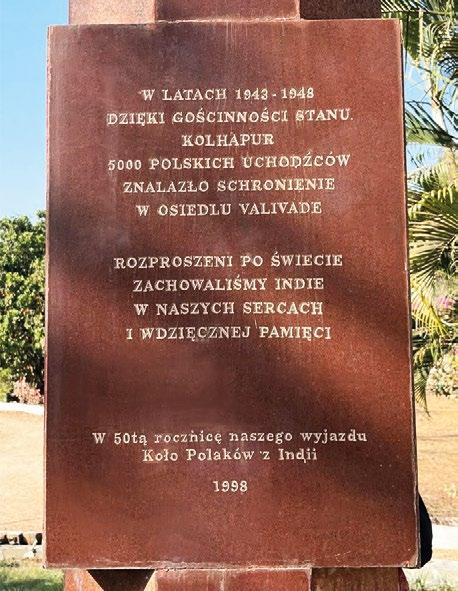 W LATACH 1943-1948
DZIĘKI GOŚCINNOŚCI STANU
KOLHAPUR
5000 POLSKICH UCHODŹCÓW
ZNALAZŁO SCHRONIENIE
W OSIEDLU VALIVADE
ROZPROSZENI PO ŚWIECIE
ZACHOWALIŚMY INDIE
W NASZYCH SERCACH
I WDZIĘCZNEJ PAMIĘCI
W 50tą rocznicę naszego wyjazdu
Koło Polaków z Indii
1998